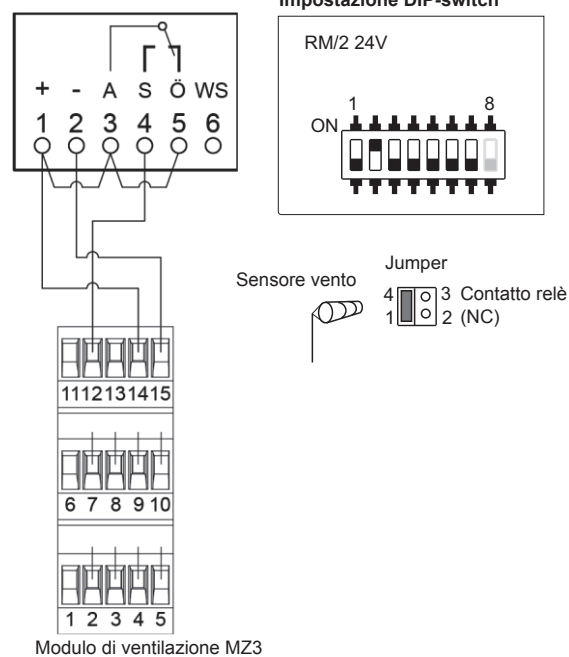 Impostazione DIP-switch
+ - A S Ö WS
1 2 3 4 5 6
RM/2 24V
1 8
ON
Sensore vento
Jumper
4 3 Contatto relè
1 2 (NC)
11 12 13 14 15
6 7 8 9 10
1 2 3 4 5
Modulo di ventilazione MZ3